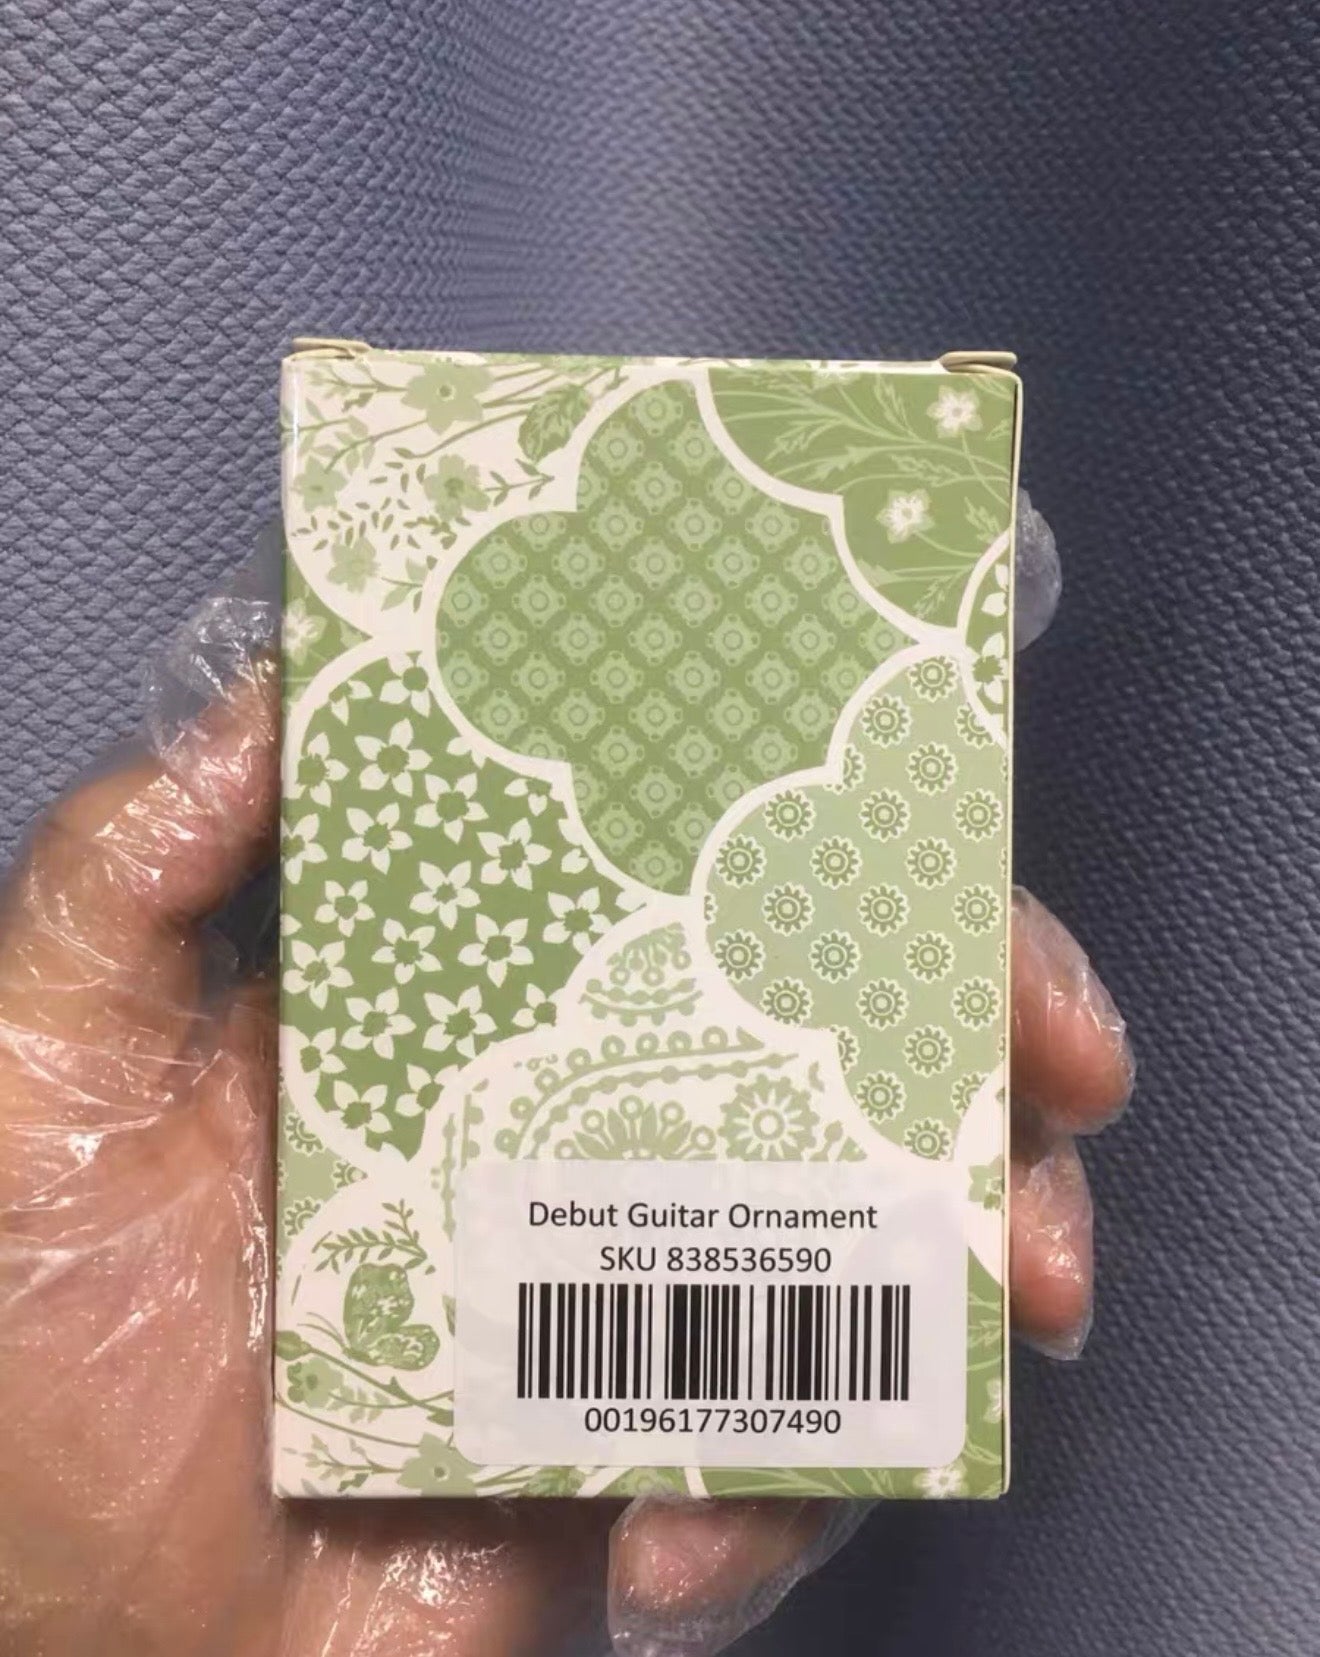 Debut Guitar Ornament
SKU 838536590
00196177307490